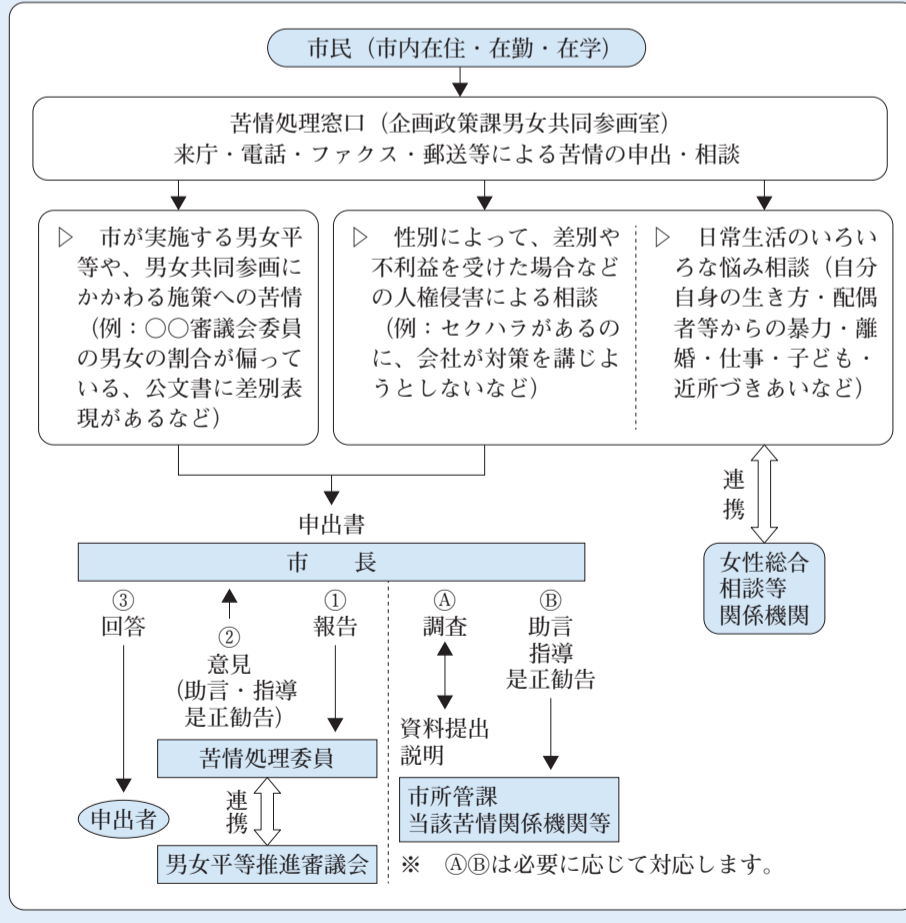 市民（市内在住・在勤・在学）
苦情処理窓口（企画政策課男女共同参画室）
来庁・電話・ファクス・郵送等による苦情の申出・相談
▷　市が実施する男女平
等や、男女共同参画に
かかわる施策への苦情
（例：○○審議会委員
の男女の割合が偏って
いる、公文書に差別表
現があるなど）
▷　性別によって、差別や
不利益を受けた場合など
の人権侵害による相談
（例：セクハラがあるの
に、会社が対策を講じよ
うとしないなど）
▷　日常生活のいろい
ろな悩み相談（自分
自身の生き方・配偶
者等からの暴力・離
婚・仕事・子ども・
近所づきあいなど）
連携
女性総合
相談等
関係機関
申出書
市　　長
③
回答
②
意見
（助言・指導
是正勧告）
①
報告
Ⓐ
調査
Ⓑ
助言
指導
是正勧告
資料提出
説明
苦情処理委員
連携
男女平等推進審議会
申出者
市所管課
当該苦情関係機関等
※　ⒶⒷは必要に応じて対応します。